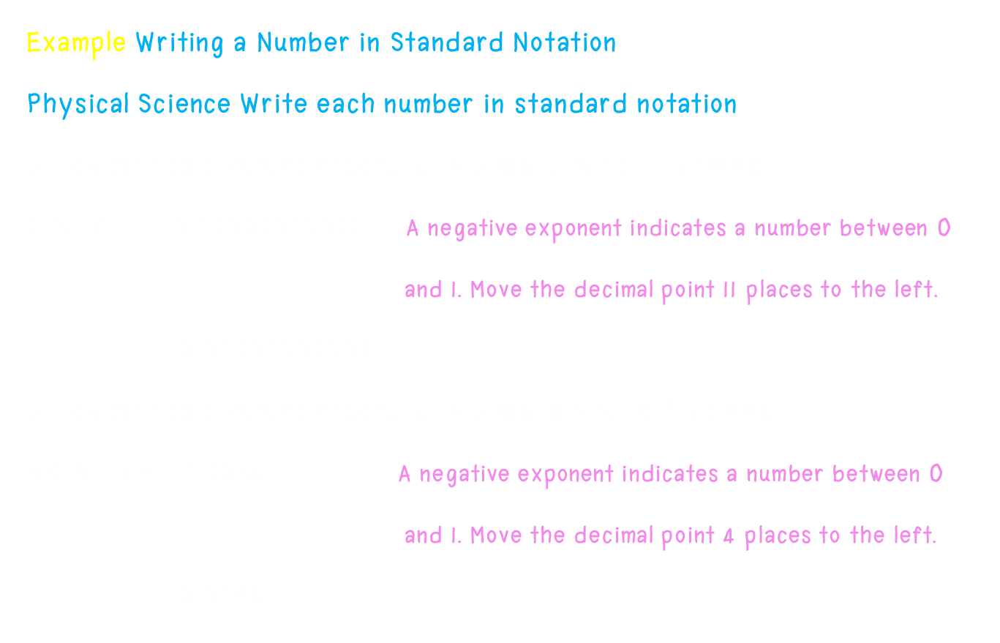 Example Writing a Number in Standard Notation
Physical Science Write each number in standard notation
A negative exponent indicates a number between 0
and 1. Move the decimal point 11 places to the left.
A negative exponent indicates a number between 0
and 1. Move the decimal point 4 places to the left.